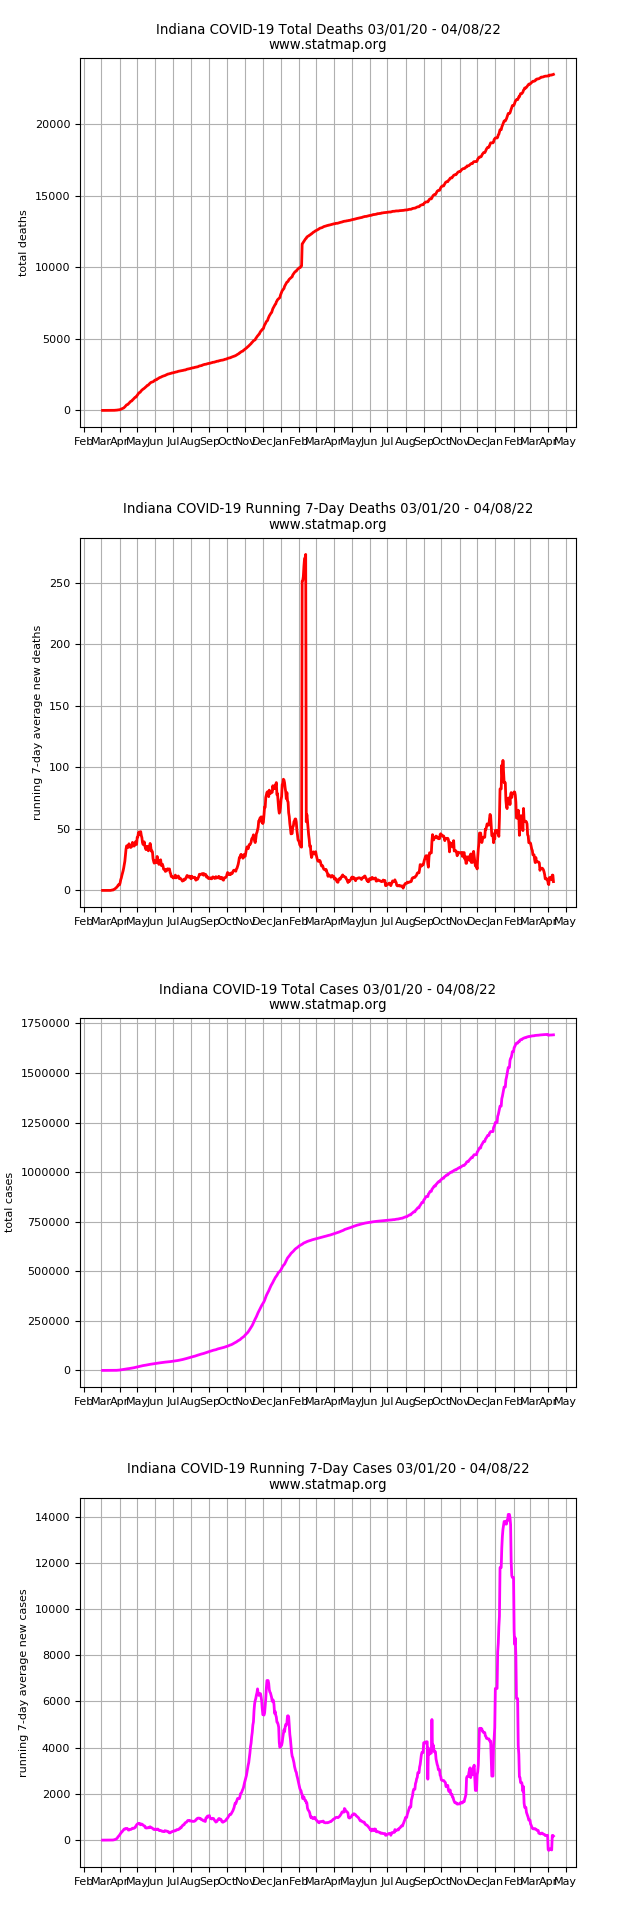 Indiana COVID-19 Total Deaths 03/01/20 - 04/08/22
www.statmap.org
total deaths
20000
15000
10000
5000
0
Feb Mar Apr May Jun Jul Aug Sep Oct Nov Dec Jan Feb Mar Apr May Jun Jul Aug Sep Oct Nov Dec Jan Feb Mar Apr May
Indiana COVID-19 Running 7-Day Deaths 03/01/20 - 04/08/22
www.statmap.org
running 7-day average new deaths
250
200
150
100
50
0
Feb Mar Apr May Jun Jul Aug Sep Oct Nov Dec Jan Feb Mar Apr May Jun Jul Aug Sep Oct Nov Dec Jan Feb Mar Apr May
Indiana COVID-19 Total Cases 03/01/20 - 04/08/22
www.statmap.org
total cases
1750000
1500000
1250000
1000000
750000
500000
250000
0
Feb Mar Apr May Jun Jul Aug Sep Oct Nov Dec Jan Feb Mar Apr May Jun Jul Aug Sep Oct Nov Dec Jan Feb Mar Apr May
Indiana COVID-19 Running 7-Day Cases 03/01/20 - 04/08/22
www.statmap.org
running 7-day average new cases
14000
12000
10000
8000
6000
4000
2000
0
Feb Mar Apr May Jun Jul Aug Sep Oct Nov Dec Jan Feb Mar Apr May Jun Jul Aug Sep Oct Nov Dec Jan Feb Mar Apr May